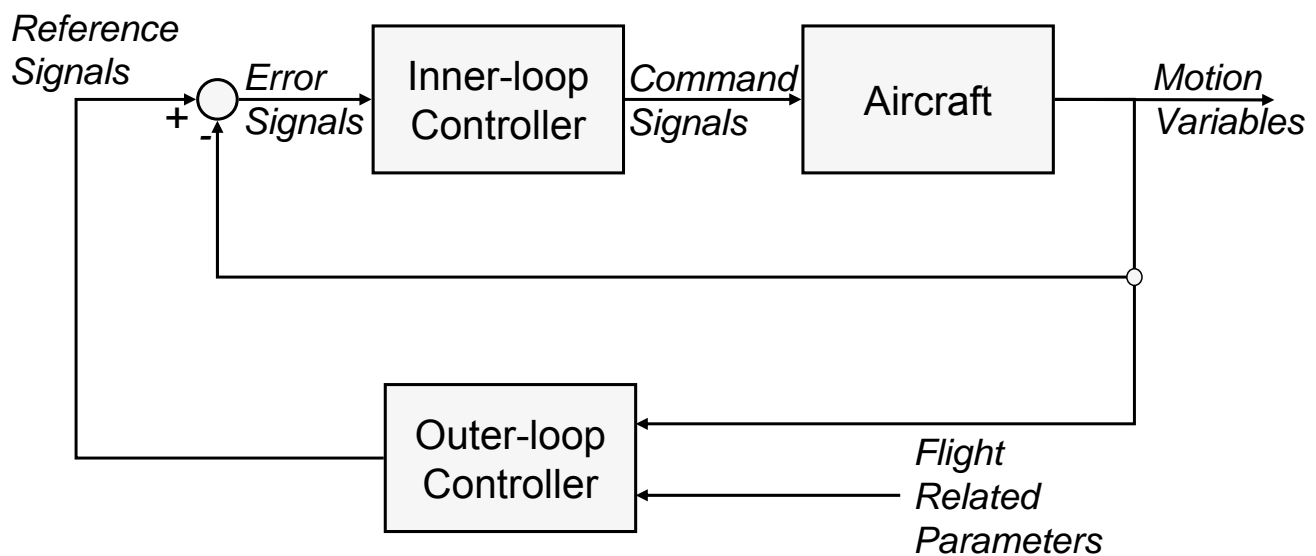 Reference
Signals
+
-
Error
Signals
Inner-loop
Controller
Command
Signals
Aircraft
Motion
Variables
Outer-loop
Controller
Flight
Related
Parameters